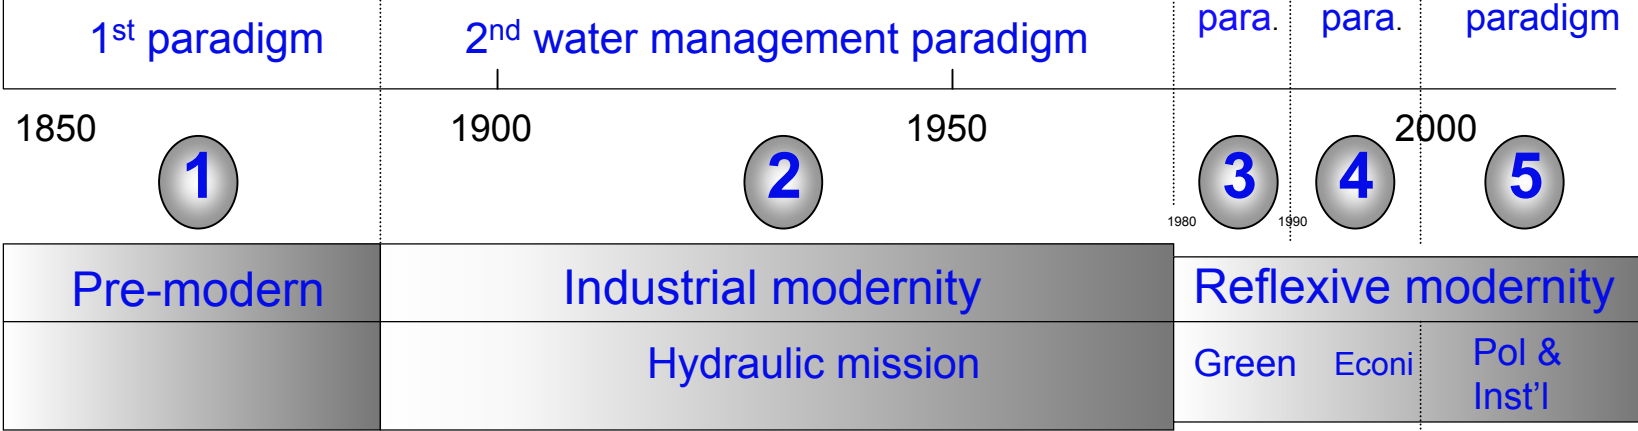 para. para. paradigm
1st paradigm 2nd water management paradigm
1850 1900 1950 2000
1 2 3 4 5
1980 1990
Pre-modern Industrial modernity Reflexive modernity
Hydraulic mission Green Econi Pol &
Inst'l